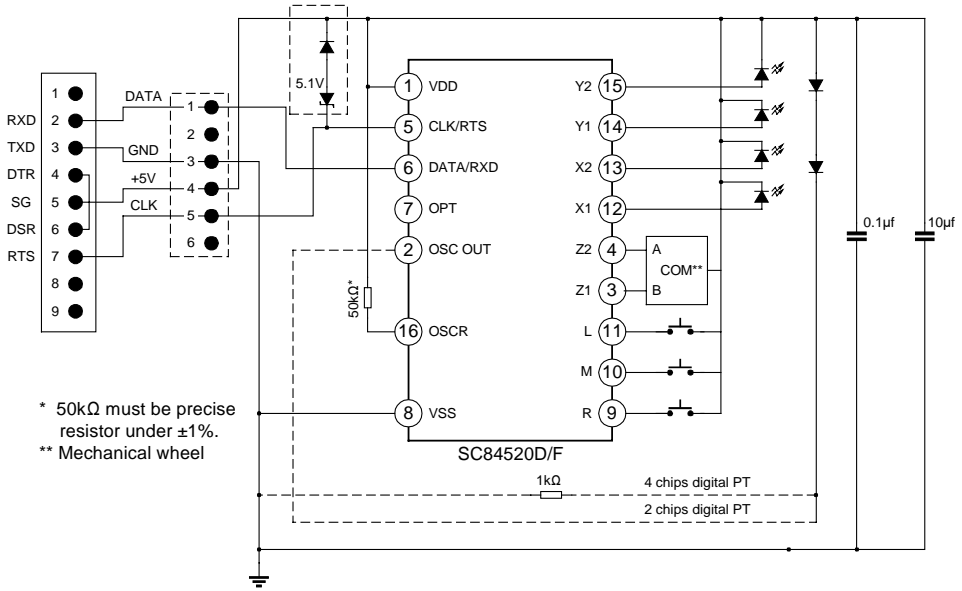 1
RXD 2
TXD 3
DTR 4
SG 5
DSR 6
RTS 7
8
9
DATA
GND
+5V
CLK
1
2
3
4
5
6
5.1V
50kΩ*
1 VDD
5 CLK/RTS
6 DATA/RXD
7 OPT
2 OSC OUT
16 OSCR
8 VSS
Y2 15
Y1 14
X2 13
X1 12
Z2 4
Z1 3
L 11
M 10
R 9
A
COM**
B
SC84520D/F
0.1µf
10µf
1kΩ
4 chips digital PT
2 chips digital PT
* 50kΩ must be precise
resistor under ±1%.
** Mechanical wheel